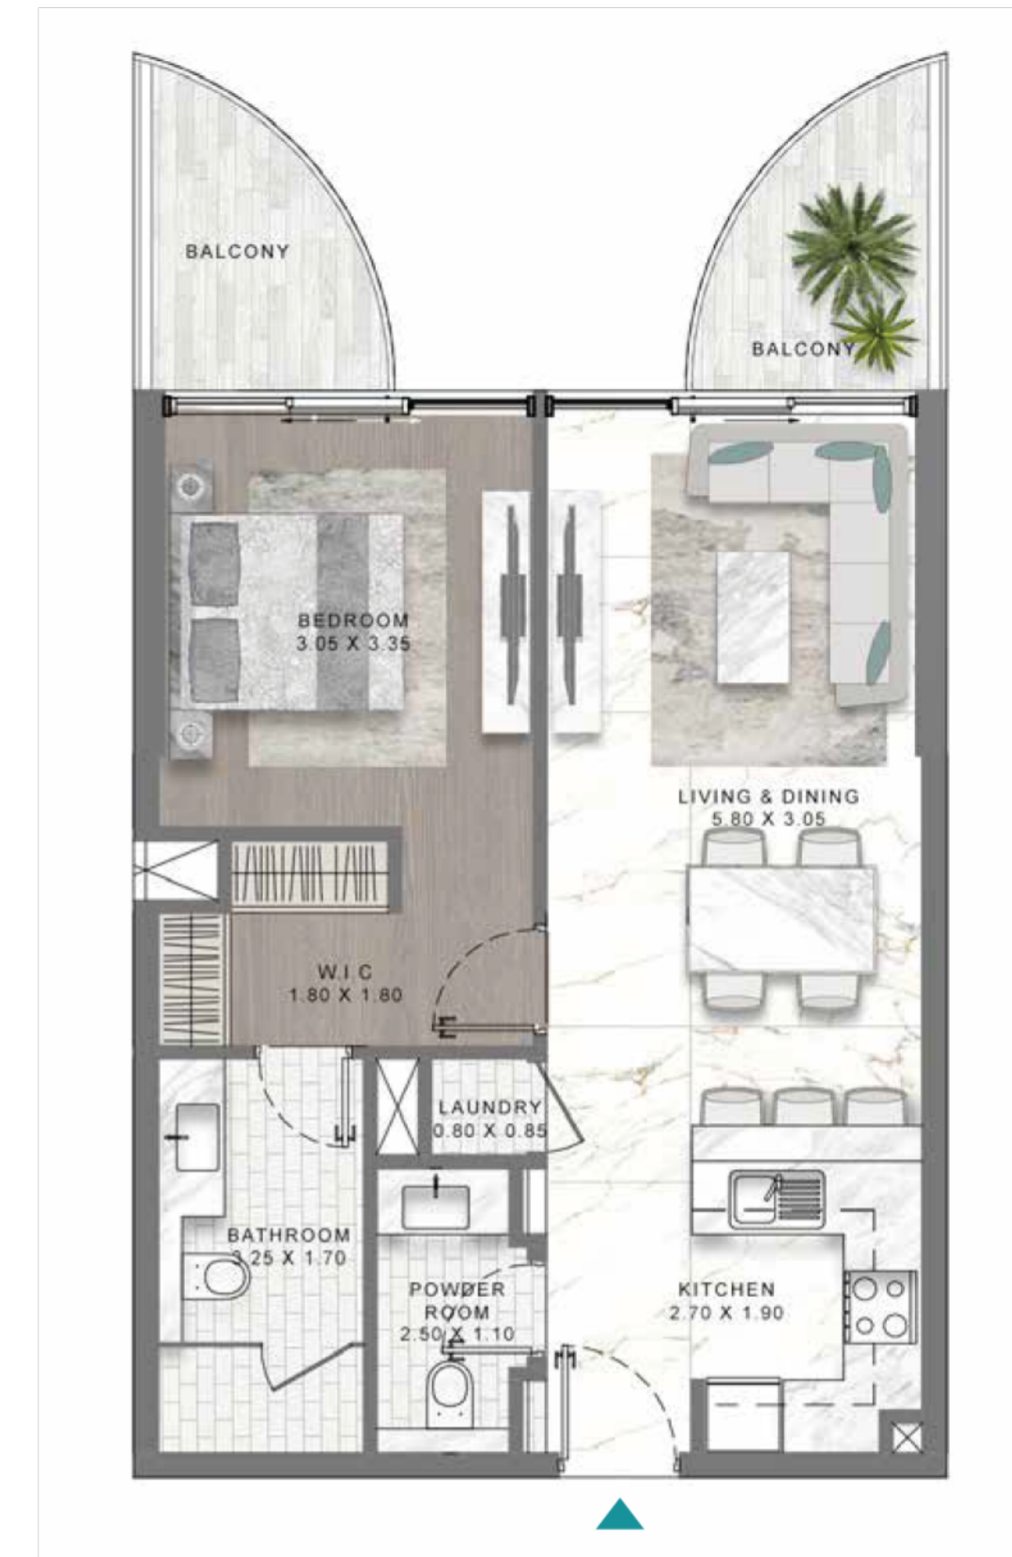 BALCONY
BALCONY
BEDROOM
3.05 X 3.35
LIVING & DINING
5.80 X 3.05
W.I.C
1.80 X 1.80
LAUNDRY
0.80 X 0.85
BATHROOM
3.25 X 1.70
POWDER
ROOM
2.50 X 1.10
KITCHEN
2.70 X 1.90